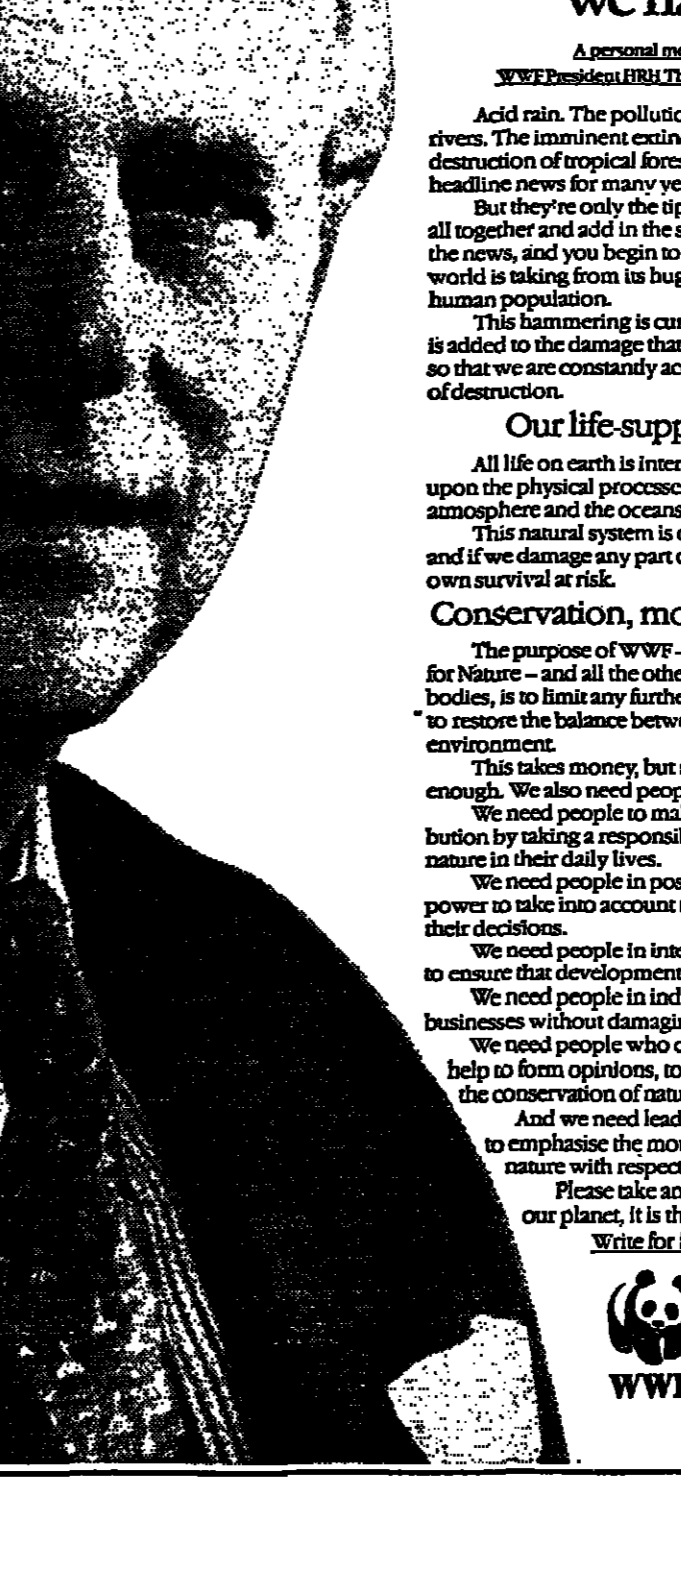 we ha
A personal me
WWF President HRH Th
Acid rain. The pollutio
rivers. The imminent extin
destruction of tropical fores
headline news for many ye
But they're only the tip
all together and add in the s
the news, and you begin to
world is taking from its hug
human population.
This hammering is cur
is added to the damage that
so that we are constandy ac
of destruction.
Our life-supp
All life on earth is inter
upon the physical processe
atmosphere and the oceans
This natural system is c
and if we damage any part o
own survival at risk.
Conservation, mo
The purpose of WWF –
for Nature – and all the othe
bodies, is to limit any furthe
to restore the balance betwe
environment.
This takes money, but
enough. We also need peop
We need people to mak
bution by taking a responsib
nature in their daily lives.
We need people in pos
power to take into account
their decisions.
We need people in inte
to ensure that development
We need people in ind
businesses without damagin
We need people who c
help to form opinions, to
the conservation of natu
And we need lead
to emphasise the mor
nature with respect
Please take an
our planet, it is th
Write for
WWF